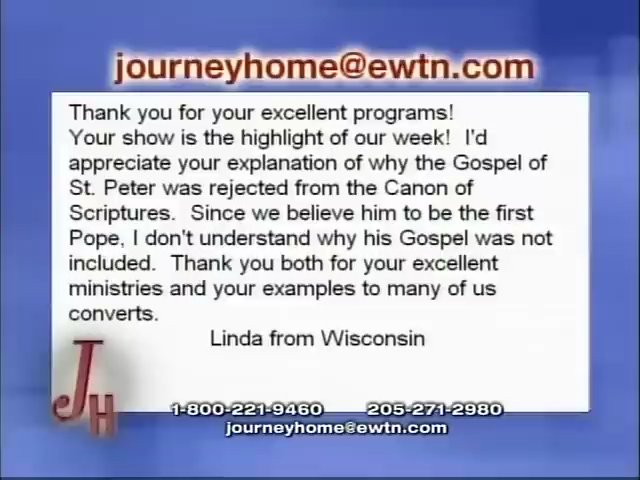 journeyhome@ewtn.com
Thank you for your excellent programs!
Your show is the highlight of our week!  I'd
appreciate your explanation of why the Gospel of
St. Peter was rejected from the Canon of
Scriptures.  Since we believe him to be the first
Pope, I don't understand why his Gospel was not
included.  Thank you both for your excellent
ministries and your examples to many of us
converts.
Linda from Wisconsin
JH
1-800-221-9460 205-271-2980
journeyhome@ewtn.com